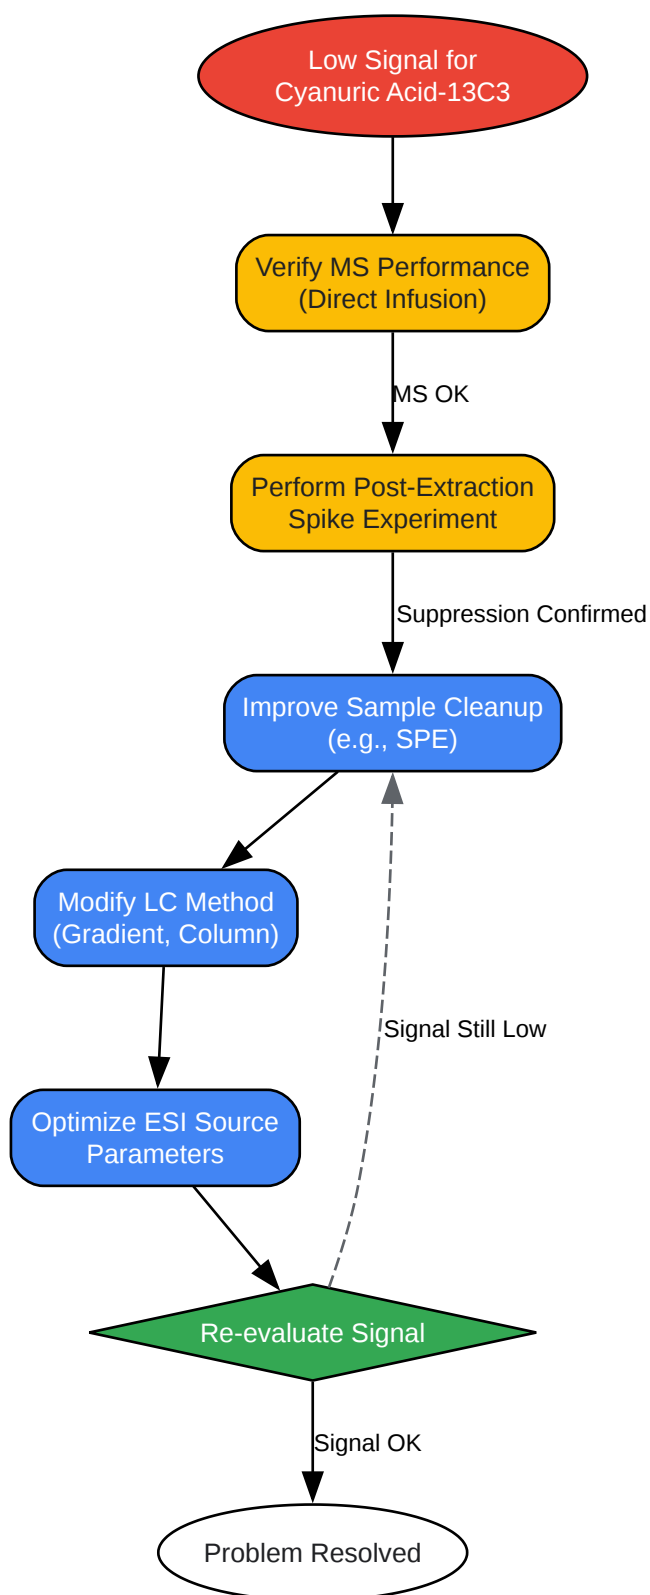 Low Signal for
Cyanuric Acid-13C3
Verify MS Performance
(Direct Infusion)
MS OK
Perform Post-Extraction
Spike Experiment
Suppression Confirmed
Improve Sample Cleanup
(e.g., SPE)
Modify LC Method
(Gradient, Column)
Signal Still Low
Optimize ESI Source
Parameters
Re-evaluate Signal
Signal OK
Problem Resolved